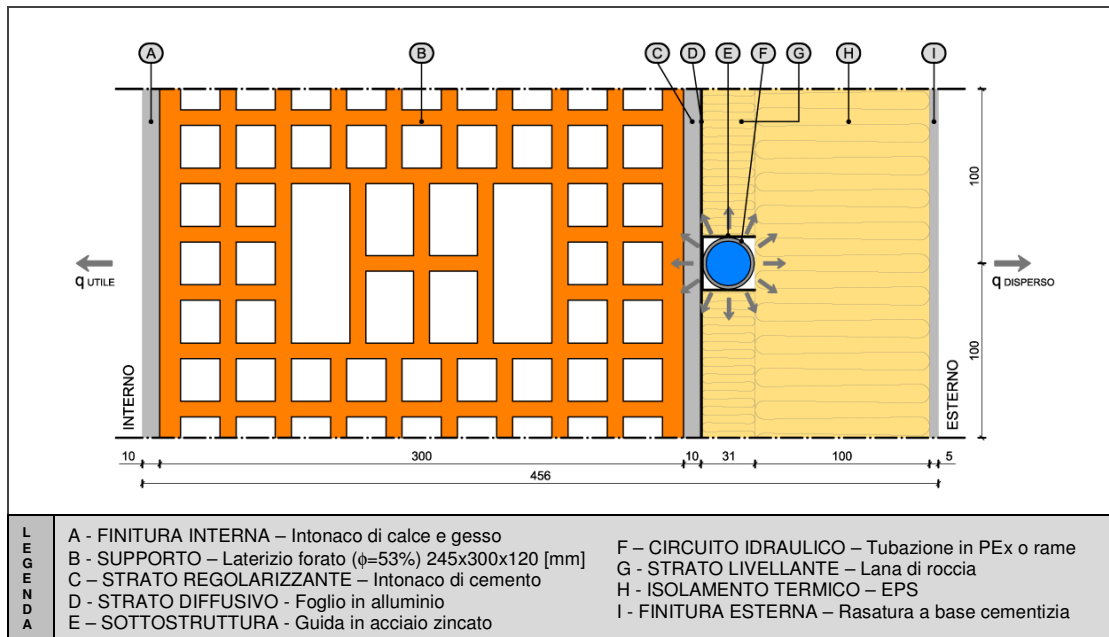 A B C D E F G H I
q UTILE
q DISPERSO
INTERNO
ESTERNO
100
100
10 300 10 31 100 5
456
LEGENDA
A - FINITURA INTERNA – Intonaco di calce e gesso
B - SUPPORTO – Laterizio forato (ϕ=53%) 245x300x120 [mm]
C – STRATO REGOLARIZZANTE – Intonaco di cemento
D - STRATO DIFFUSIVO - Foglio in alluminio
E – SOTTOSTRUTTURA - Guida in acciaio zincato
F – CIRCUITO IDRAULICO – Tubazione in PEx o rame
G - STRATO LIVELLANTE – Lana di roccia
H - ISOLAMENTO TERMICO – EPS
I - FINITURA ESTERNA – Rasatura a base cementizia